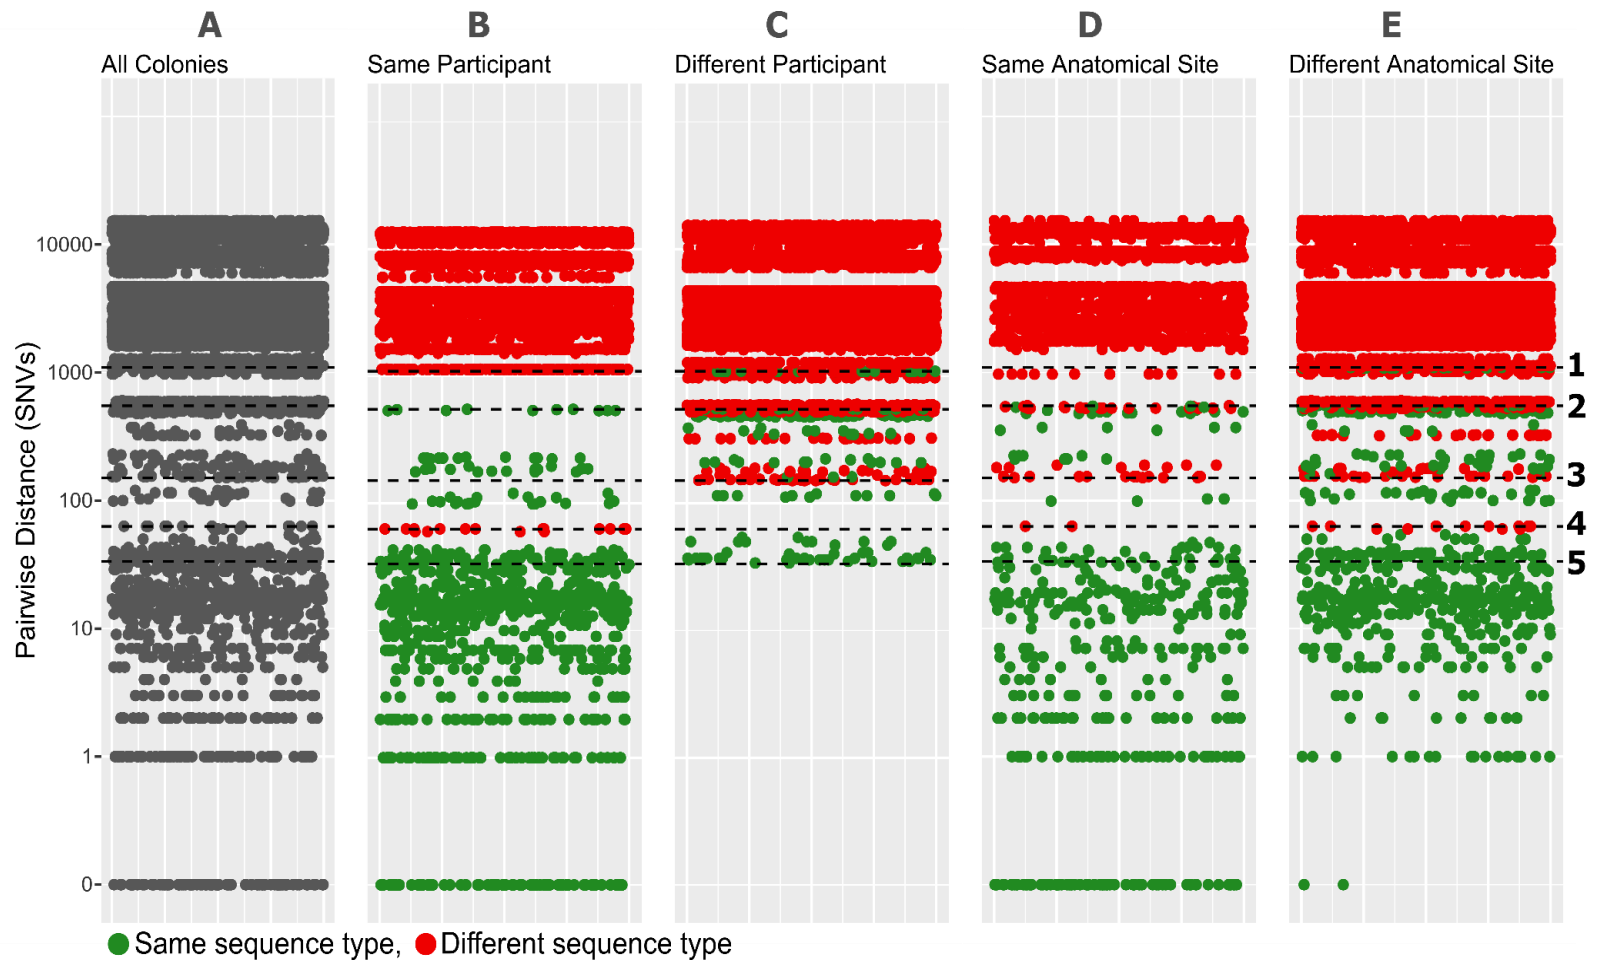 A B C D E
All Colonies Same Participant Different Participant Same Anatomical Site Different Anatomical Site
Pairwise Distance (SNVs)
10000
1000
100
10
1
0
1
2
3
4
5
Same sequence type, Different sequence type